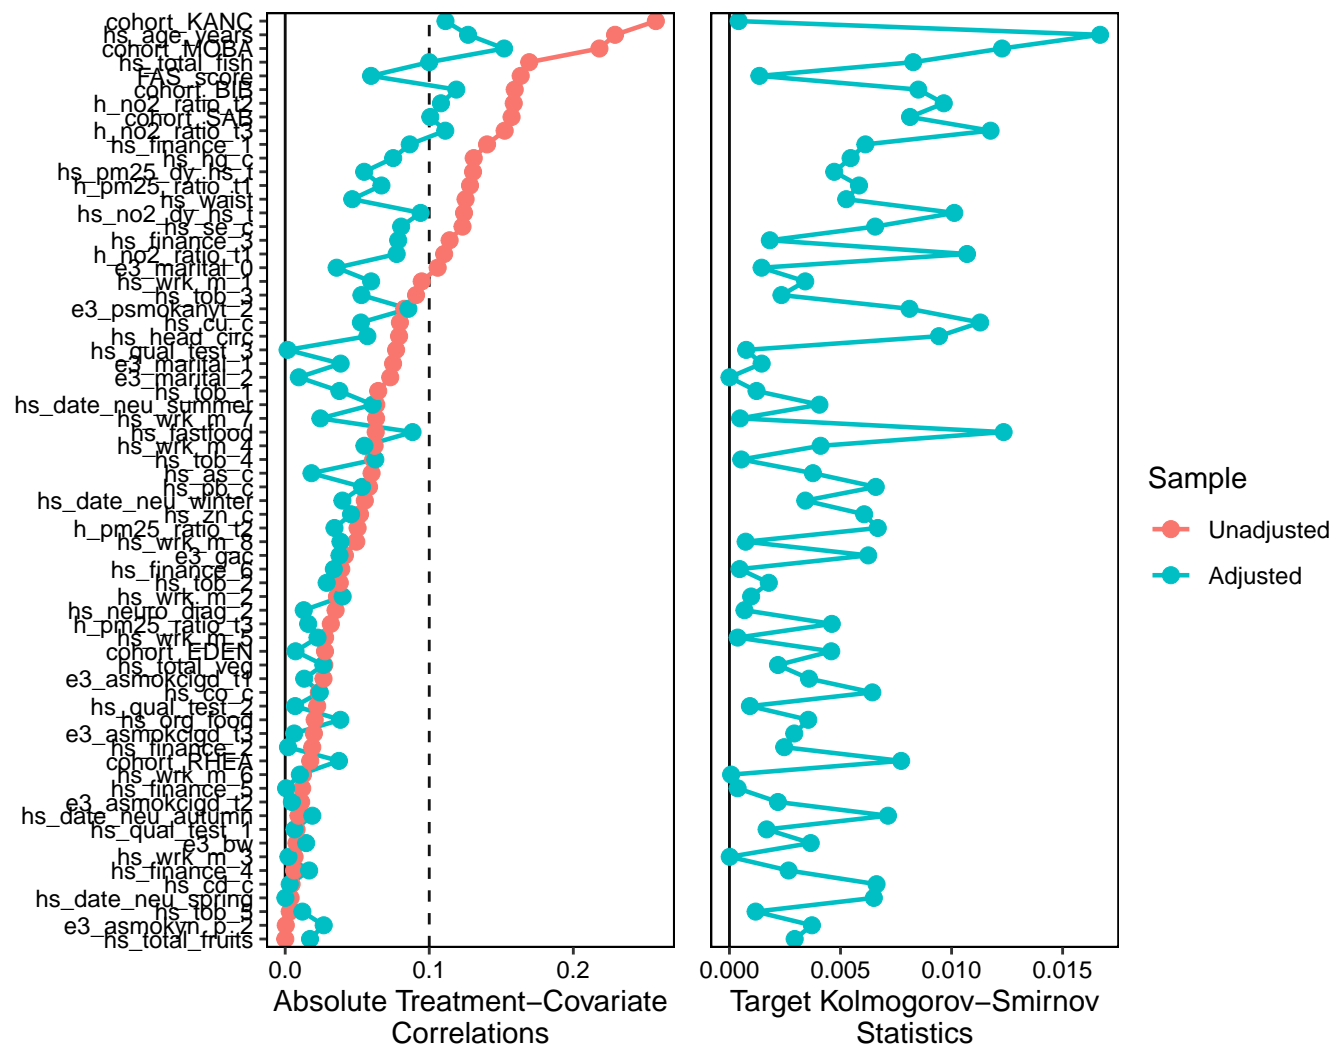 cohort_KANC
hs_age_years
cohort_MOBA
hs_total_fish
FAS_score
cohort_BIB
h_no2_ratio_t2
cohort_SAB
h_no2_ratio_t3
hs_finance_1
hs_hg_c
hs_pm25_dy_hs_t
h_pm25_ratio_t1
hs_waist
hs_no2_dy_hs_t
hs_se_c
hs_finance_3
h_no2_ratio_t1
e3_marital_0
hs_wrk_m_1
hs_tob_3
e3_psmokanyt_2
hs_cu_c
hs_head_circ
hs_qual_test_3
e3_marital_1
e3_marital_2
hs_tob_1
hs_date_neu_summer
hs_wrk_m_7
hs_fastfood
hs_wrk_m_4
hs_tob_4
hs_as_c
hs_pb_c
hs_date_neu_winter
hs_zn_c
h_pm25_ratio_t2
hs_wrk_m_8
e3_gac
hs_finance_6
hs_tob_2
hs_wrk_m_2
hs_neuro_diag_2
h_pm25_ratio_t3
hs_wrk_m_5
cohort_EDEN
hs_total_veg
e3_asmokcigd_t1
hs_co_c
hs_qual_test_2
hs_org_food
e3_asmokcigd_t3
hs_finance_2
cohort_RHEA
hs_wrk_m_6
hs_finance_5
e3_asmokcigd_t2
hs_date_neu_autumn
hs_qual_test_1
e3_bw
hs_wrk_m_3
hs_finance_4
hs_cd_c
hs_date_neu_spring
hs_tob_5
e3_asmokyn_p_2
hs_total_fruits
0.0 0.1 0.2
Absolute Treatment−Covariate
Correlations
0.000 0.005 0.010 0.015
Target Kolmogorov−Smirnov
Statistics
Sample
Unadjusted
Adjusted